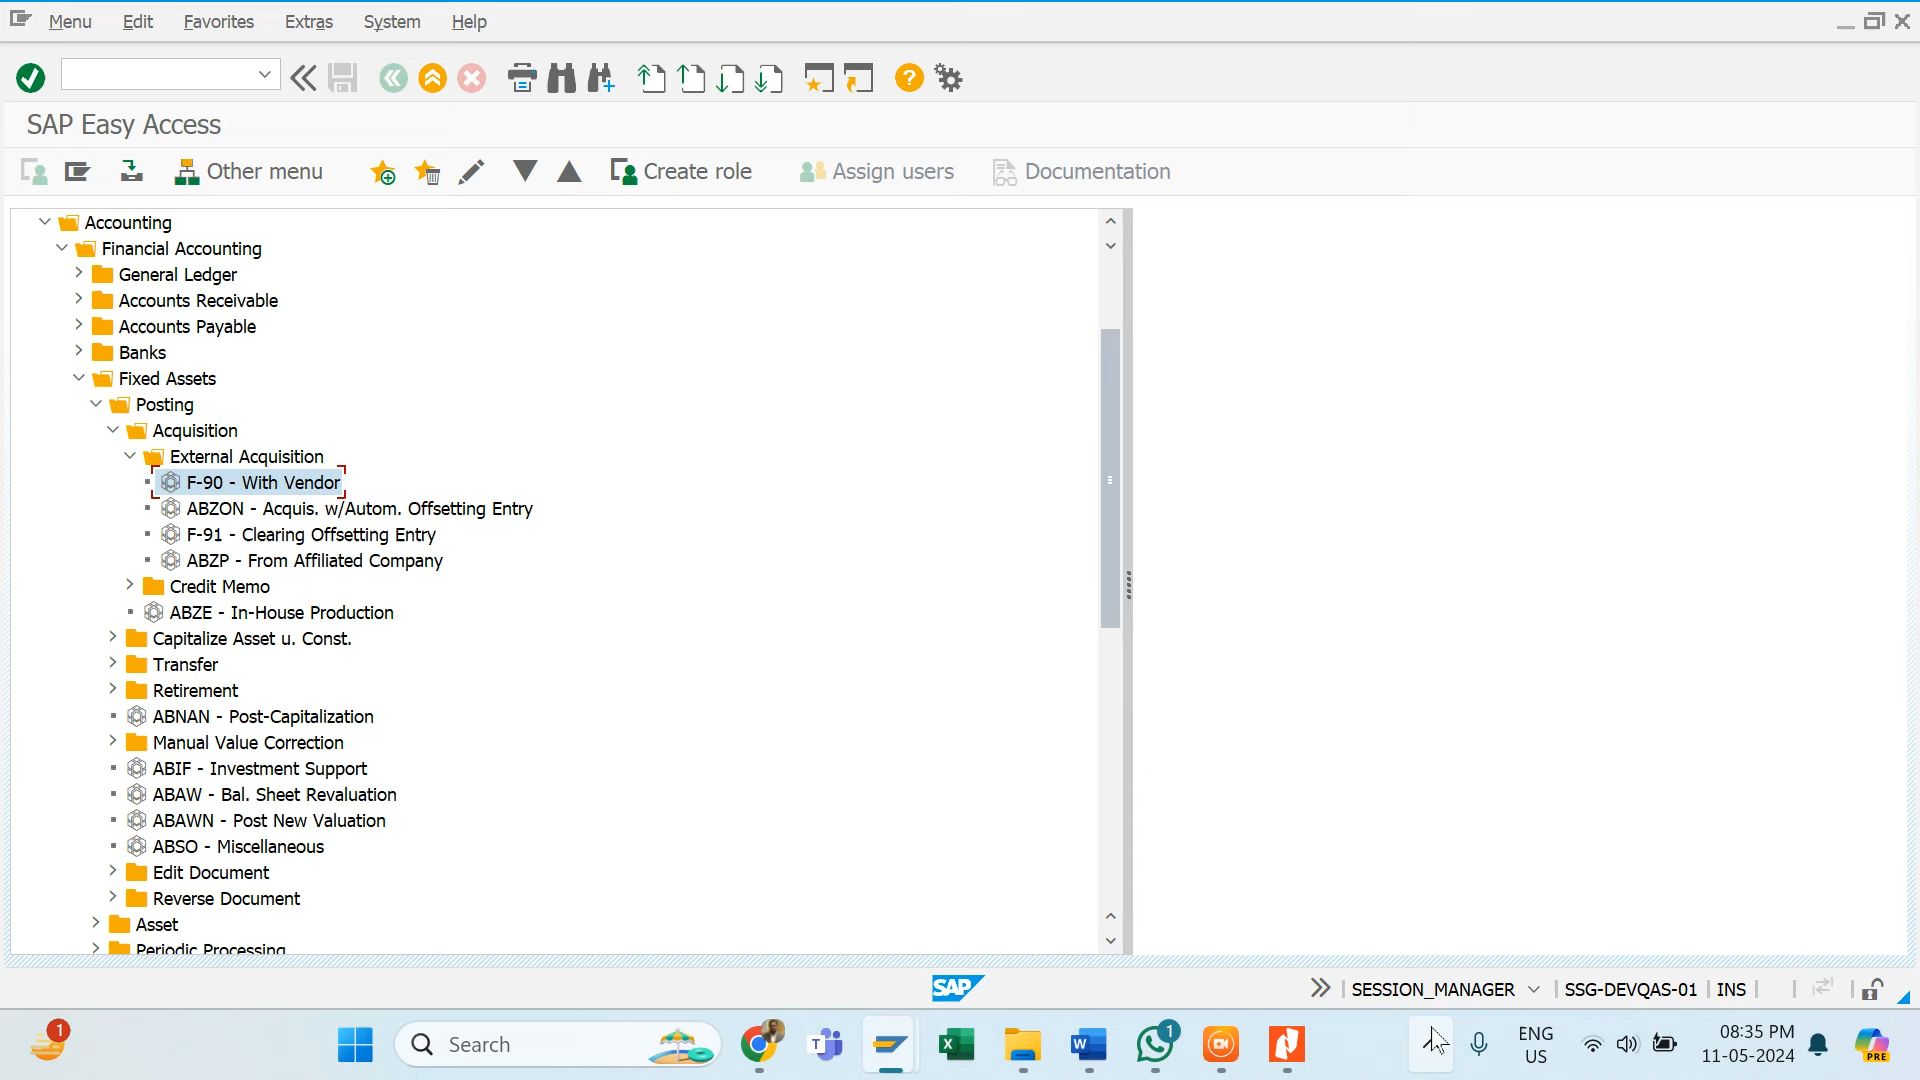 Menu Edit Favorites Extras System Help
SAP Easy Access
Other menu Create role Assign users Documentation
Accounting
Financial Accounting
General Ledger
Accounts Receivable
Accounts Payable
Banks
Fixed Assets
Posting
Acquisition
External Acquisition
F-90 - With Vendor
ABZON - Acquis. w/Autom. Offsetting Entry
F-91 - Clearing Offsetting Entry
ABZP - From Affiliated Company
Credit Memo
ABZE - In-House Production
Capitalize Asset u. Const.
Transfer
Retirement
ABNAN - Post-Capitalization
Manual Value Correction
ABIF - Investment Support
ABAW - Bal. Sheet Revaluation
ABAWN - Post New Valuation
ABSO - Miscellaneous
Edit Document
Reverse Document
Asset
Periodic Processing
SAP SESSION_MANAGER SSG-DEVQAS-01 INS
1 Search 1 ENG US 08:35 PM 11-05-2024 PRE